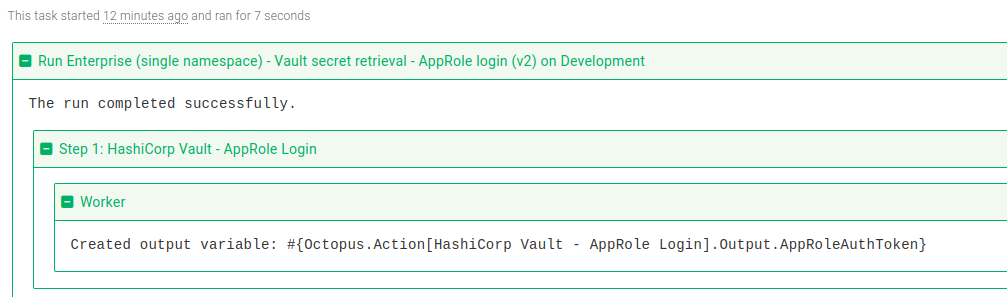 This task started 12 minutes ago and ran for 7 seconds
Run Enterprise (single namespace) - Vault secret retrieval - AppRole login (v2) on Development
The run completed successfully.
Step 1: HashiCorp Vault - AppRole Login
Worker
Created output variable: #{Octopus.Action[HashiCorp Vault - AppRole Login].Output.AppRoleAuthToken}